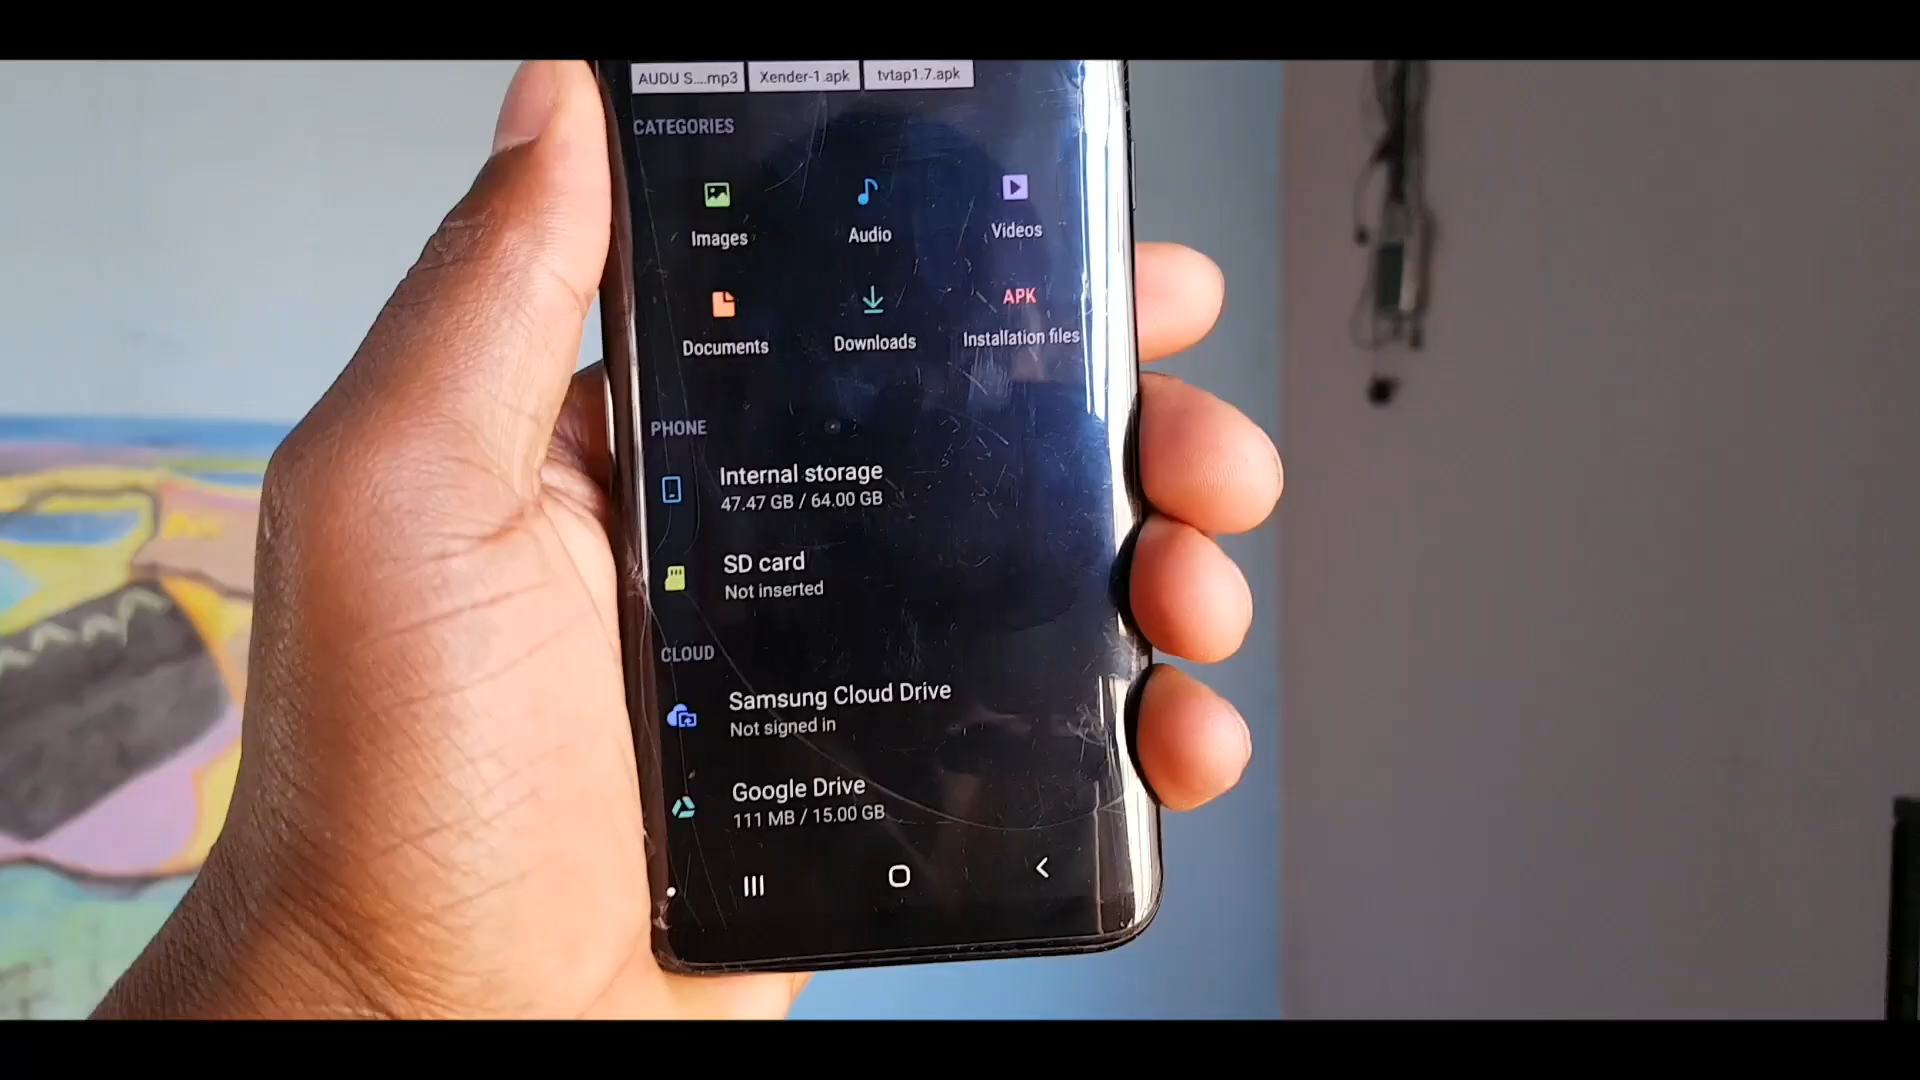 AUDU S....mp3 Xender-1.apk tvtap1.7.apk
CATEGORIES
Images Audio Videos
APK
Documents Downloads Installation files
PHONE
Internal storage
47.47 GB / 64.00 GB
SD card
Not inserted
CLOUD
Samsung Cloud Drive
Not signed in
Google Drive
111 MB / 15.00 GB